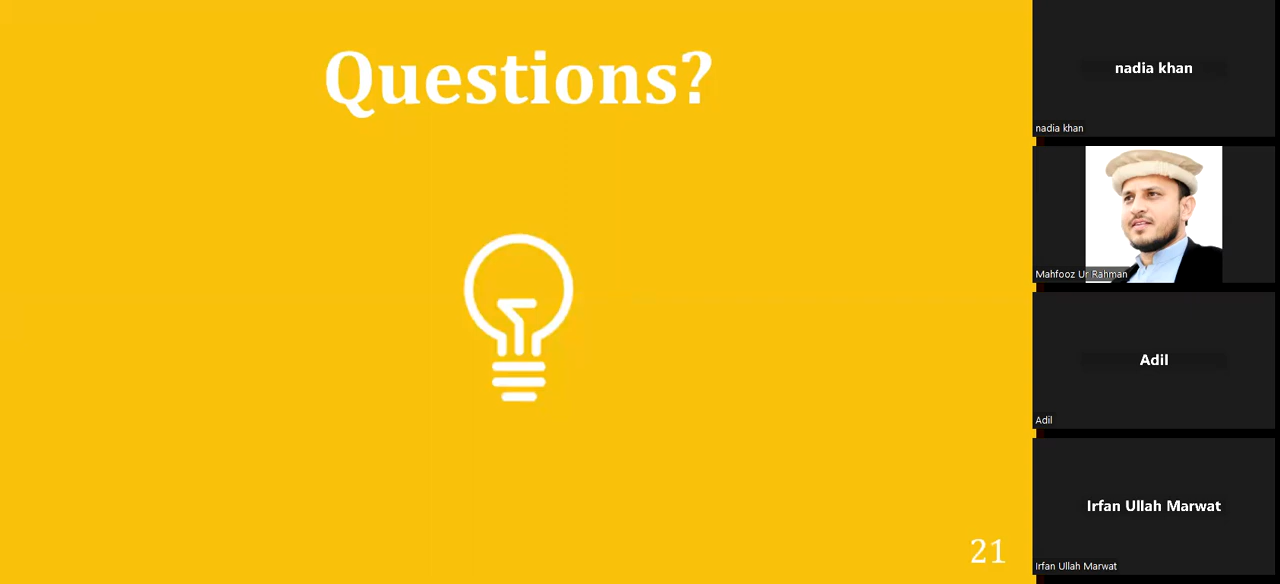 Questions?
21
nadia khan
nadia khan
Mahfooz Ur Rahman
Adil
Adil
Irfan Ullah Marwat
Irfan Ullah Marwat